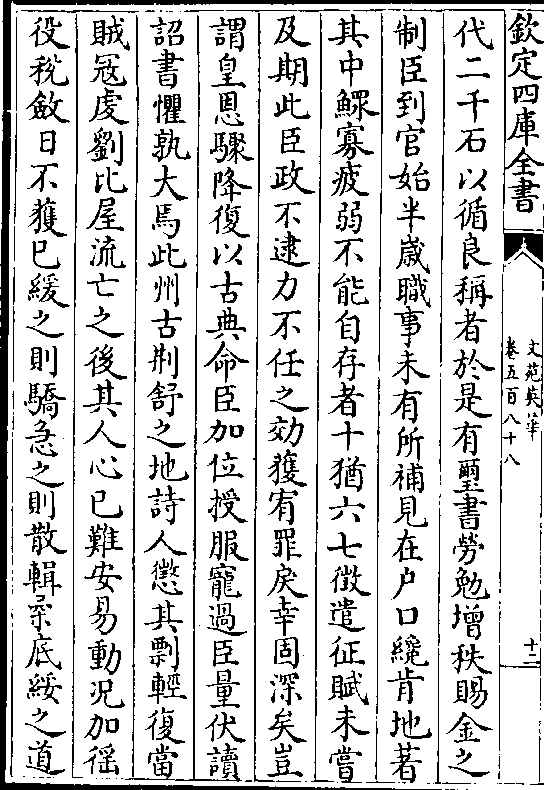 欽定四庫全書
文苑英華
卷五百八十八
十二
代二千石以循良稱者於是有璽書勞勉增秩賜金之
制臣到官始半歲職事未有所補見在户口纔肯地著
其中鰥寡疲弱不能自存者十猶六七徵遣征賦未嘗
及期此臣政不逮力不任之効獲宥罪戾幸固深矣豈
謂皇恩驟降復以古典命臣加位授服寵過臣量伏讀
詔書懼孰大焉此州古荆舒之地詩人懲其剽輕復當
賊冦虔劉比屋流亡之後其人心已難安易動況加徭
役稅斂日不獲已緩之則驕急之則散輯寧底綏之道